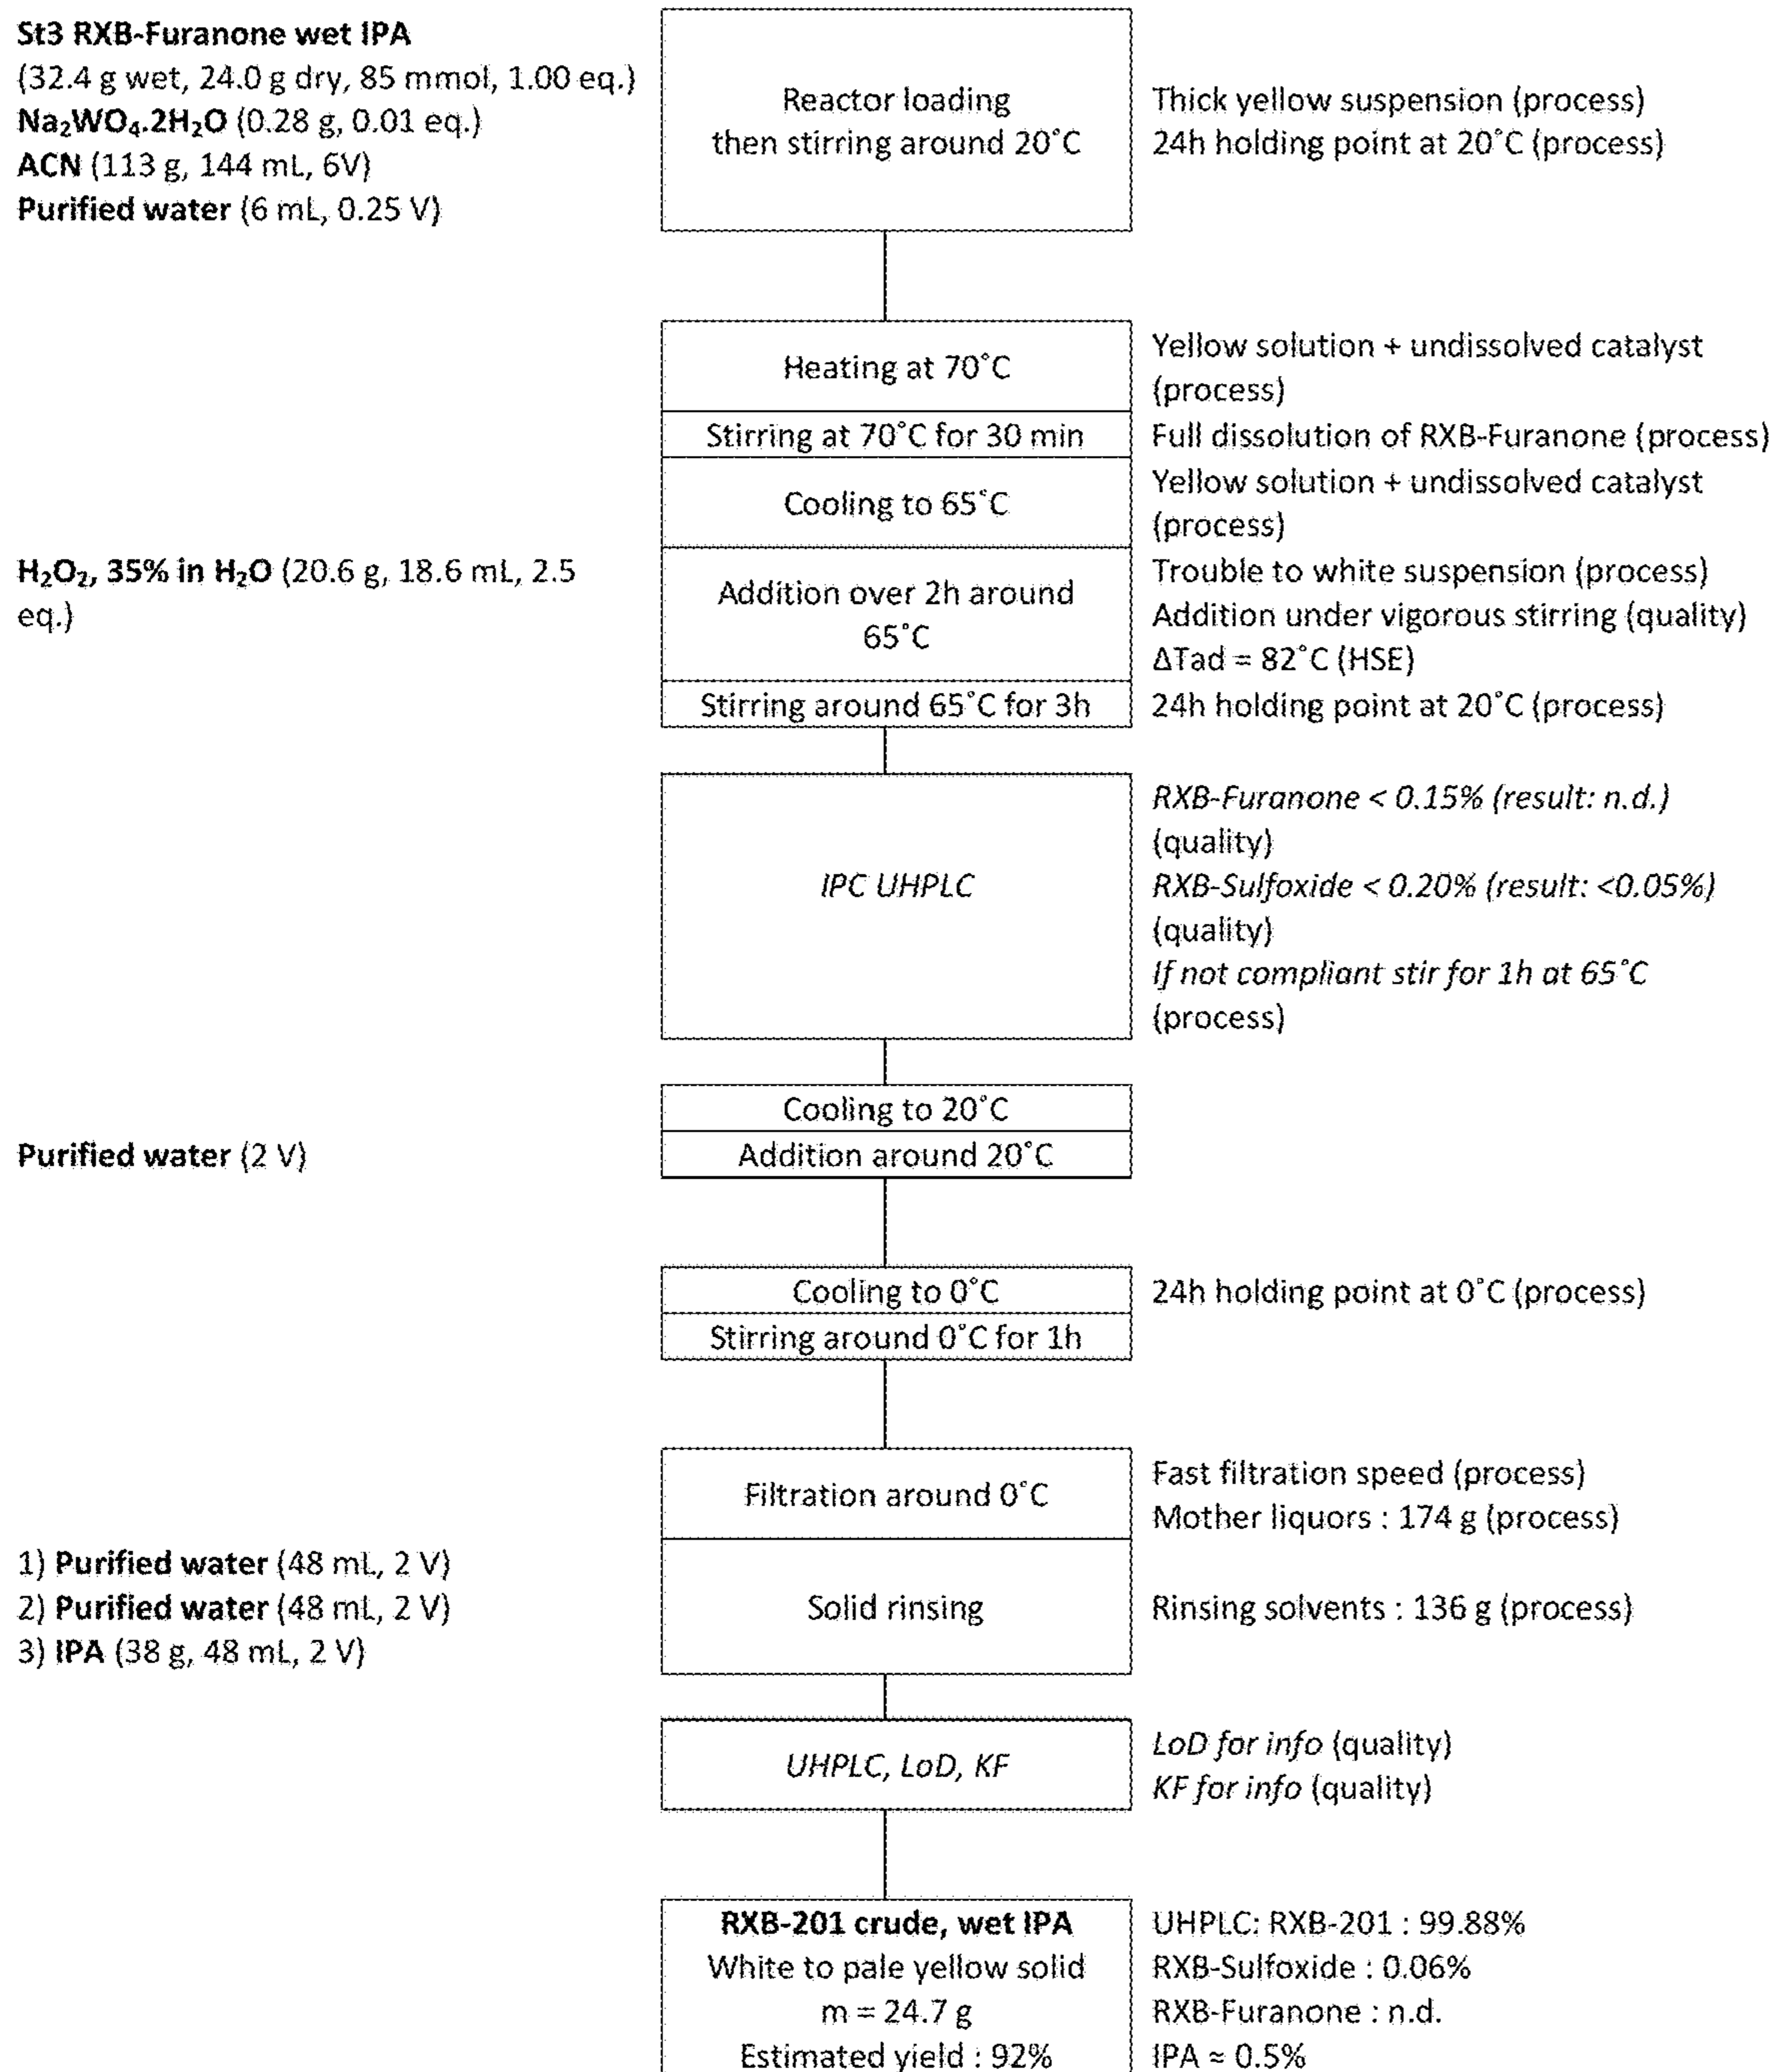 St3 RXB-Furanone wet IPA
(32.4 g wet, 24.0 g dry, 85 mmol, 1.00 eq.)
Na₂WO₄.2H₂O (0.28 g, 0.01 eq.)
ACN (113 g, 144 mL, 6V)
Purified water (6 mL, 0.25 V)
Reactor loading
then stirring around 20°C
Thick yellow suspension (process)
24h holding point at 20°C (process)
Heating at 70°C
Yellow solution + undissolved catalyst
(process)
Stirring at 70°C for 30 min
Full dissolution of RXB-Furanone (process)
Cooling to 65°C
Yellow solution + undissolved catalyst
(process)
H₂O₂, 35% in H₂O (20.6 g, 18.6 mL, 2.5
eq.)
Addition over 2h around
65°C
Trouble to white suspension (process)
Addition under vigorous stirring (quality)
ΔTad = 82°C (HSE)
Stirring around 65°C for 3h
24h holding point at 20°C (process)
IPC UHPLC
RXB-Furanone < 0.15% (result: n.d.)
(quality)
RXB-Sulfoxide < 0.20% (result: <0.05%)
(quality)
If not compliant stir for 1h at 65°C
(process)
Cooling to 20°C
Purified water (2 V)
Addition around 20°C
Cooling to 0°C
24h holding point at 0°C (process)
Stirring around 0°C for 1h
Filtration around 0°C
Fast filtration speed (process)
Mother liquors : 174 g (process)
1) Purified water (48 mL, 2 V)
2) Purified water (48 mL, 2 V)
3) IPA (38 g, 48 mL, 2 V)
Solid rinsing
Rinsing solvents : 136 g (process)
UHPLC, LoD, KF
LoD for info (quality)
KF for info (quality)
RXB-201 crude, wet IPA
White to pale yellow solid
m = 24.7 g
Estimated yield : 92%
UHPLC: RXB-201 : 99.88%
RXB-Sulfoxide : 0.06%
RXB-Furanone : n.d.
IPA ≈ 0.5%